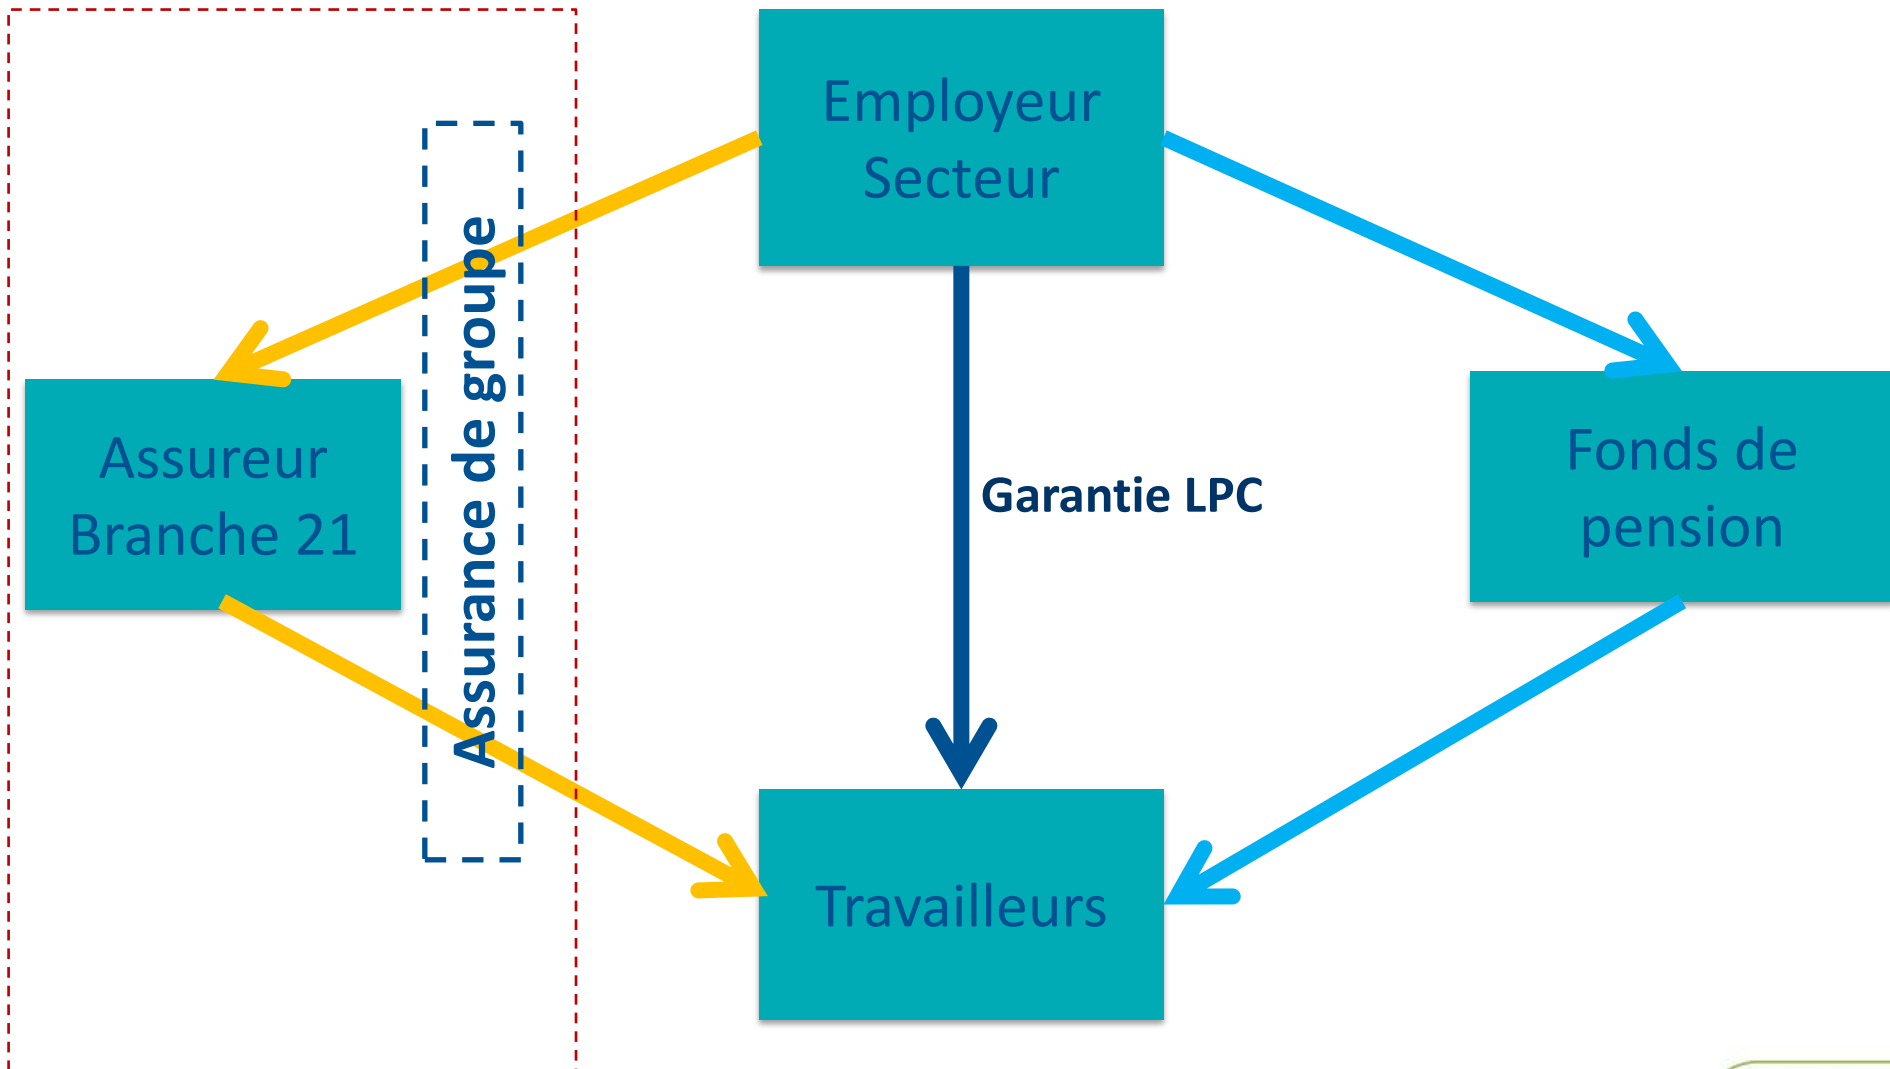 Employeur
Secteur
Assurance de groupe
Assureur
Branche 21
Garantie LPC
Fonds de
pension
Travailleurs